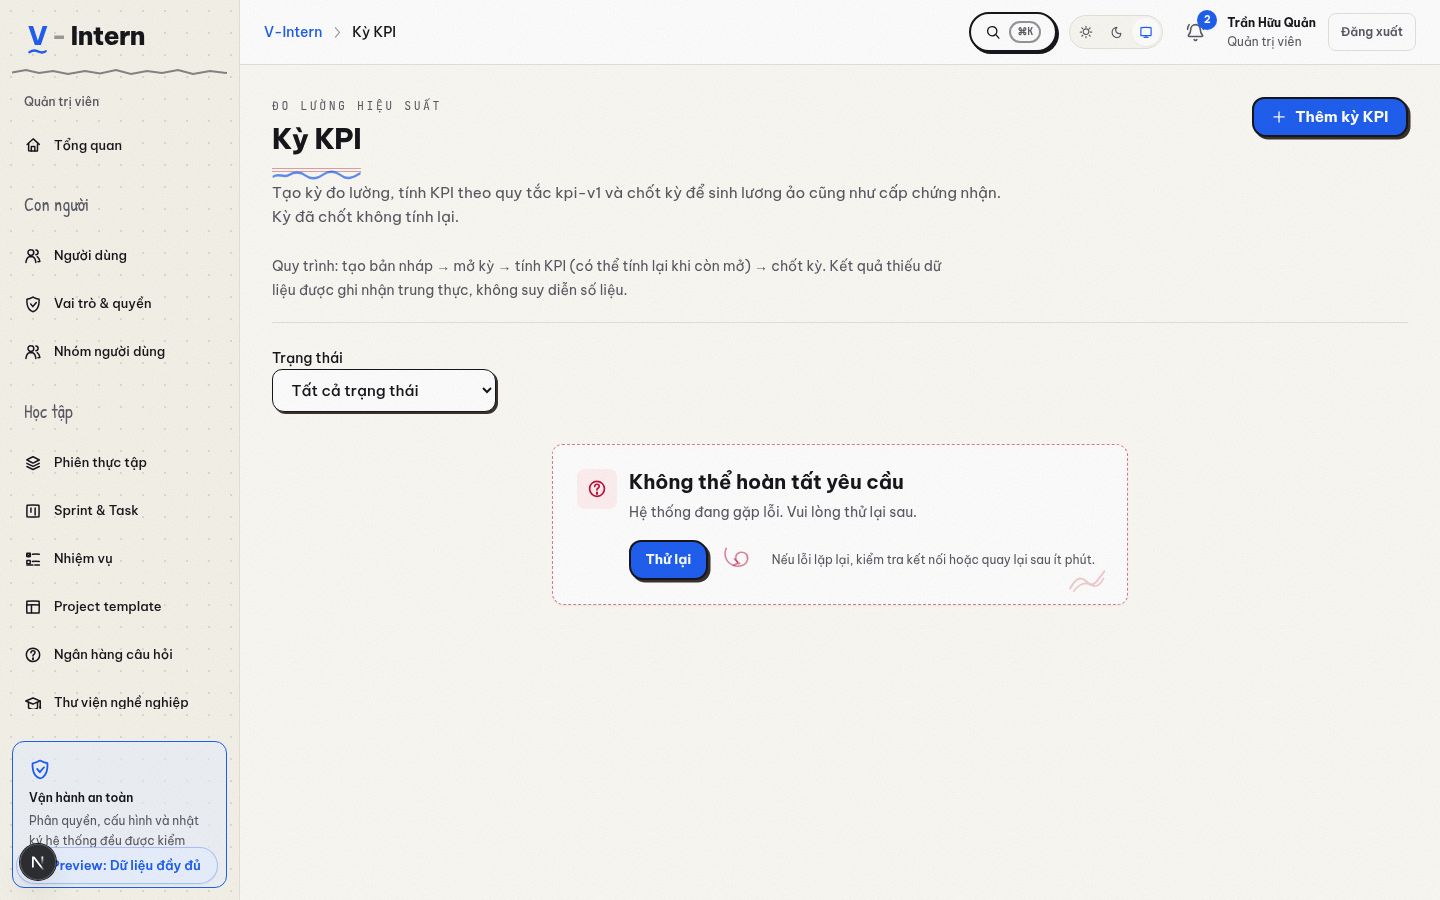 V - Intern
Quản trị viên
Tổng quan
Con người
Người dùng
Vai trò & quyền
Nhóm người dùng
Học tập
Phiên thực tập
Sprint & Task
Nhiệm vụ
Project template
Ngân hàng câu hỏi
Thư viện nghề nghiệp
Vận hành an toàn
Phân quyền, cấu hình và nhật
ký hệ thống đều được kiểm
Preview: Dữ liệu đầy đủ
N
V-Intern > Kỳ KPI
⌘K
2
Trần Hữu Quản
Quản trị viên
Đăng xuất
ĐO LƯỜNG HIỆU SUẤT
Kỳ KPI
+ Thêm kỳ KPI
Tạo kỳ đo lường, tính KPI theo quy tắc kpi-v1 và chốt kỳ để sinh lương ảo cũng như cấp chứng nhận.
Kỳ đã chốt không tính lại.
Quy trình: tạo bản nháp → mở kỳ → tính KPI (có thể tính lại khi còn mở) → chốt kỳ. Kết quả thiếu dữ
liệu được ghi nhận trung thực, không suy diễn số liệu.
Trạng thái
Tất cả trạng thái
Không thể hoàn tất yêu cầu
Hệ thống đang gặp lỗi. Vui lòng thử lại sau.
Thử lại
Nếu lỗi lặp lại, kiểm tra kết nối hoặc quay lại sau ít phút.